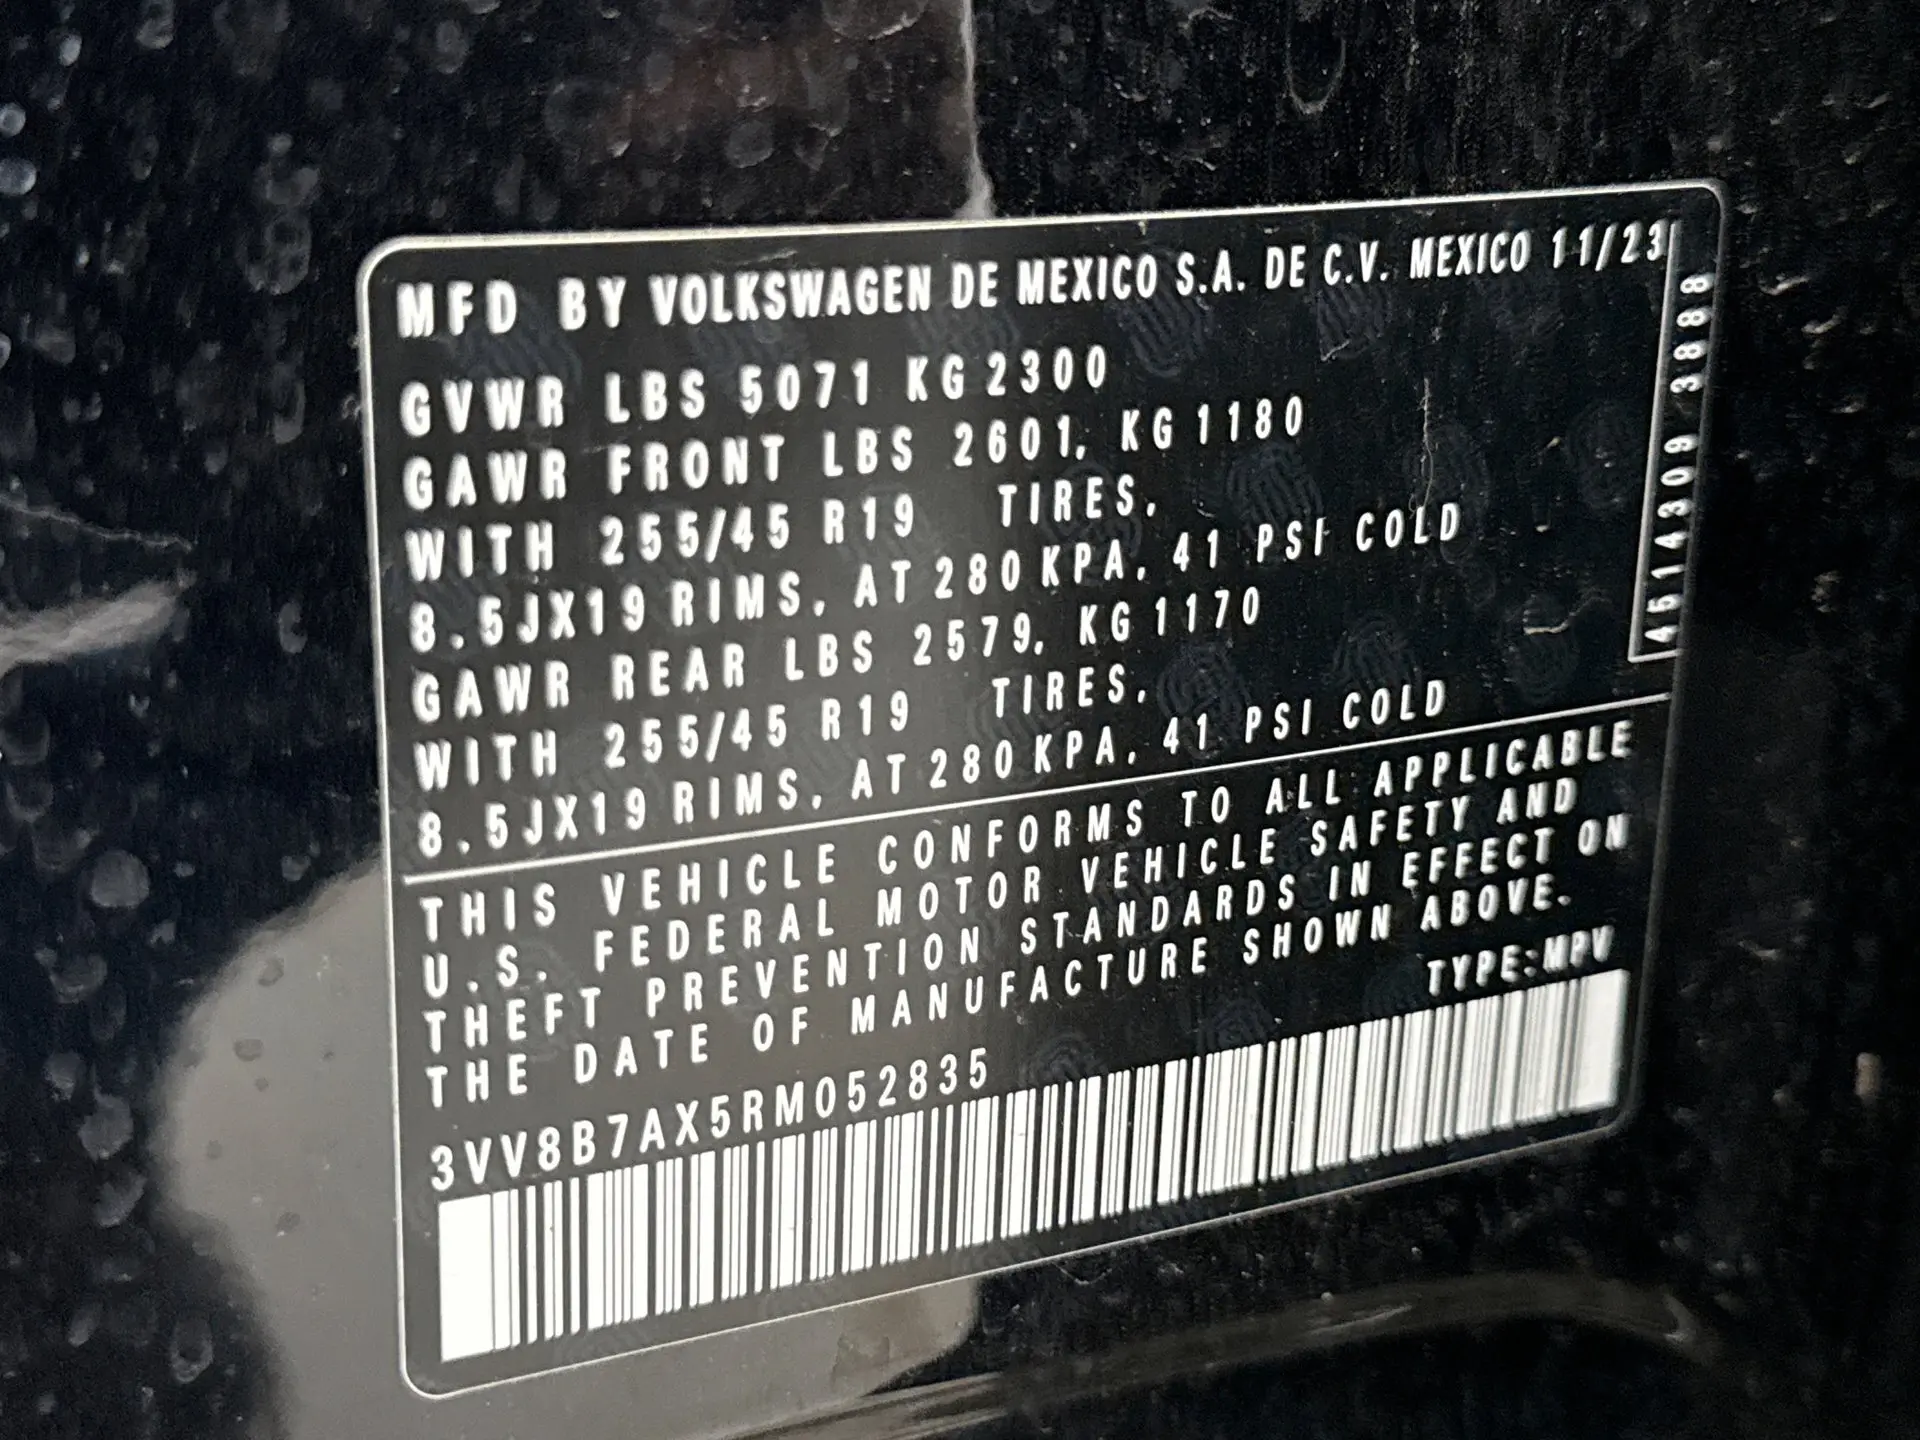 MFD BY VOLKSWAGEN DE MEXICO S.A. DE C.V. MEXICO 11/23
GVWR LBS 5071 KG 2300
GAWR FRONT LBS 2601, KG 1180
WITH 255/45 R19 TIRES,
8.5JX19 RIMS, AT 280 KPA, 41 PSI COLD
GAWR REAR LBS 2579, KG 1170
WITH 255/45 R19 TIRES,
8.5JX19 RIMS, AT 280 KPA, 41 PSI COLD
45114309 3888
THIS VEHICLE CONFORMS TO ALL APPLICABLE
U.S. FEDERAL MOTOR VEHICLE SAFETY AND
THEFT PREVENTION STANDARDS IN EFFECT ON
THE DATE OF MANUFACTURE SHOWN ABOVE.
TYPE:MPV
3VV8B7AX5RM052835